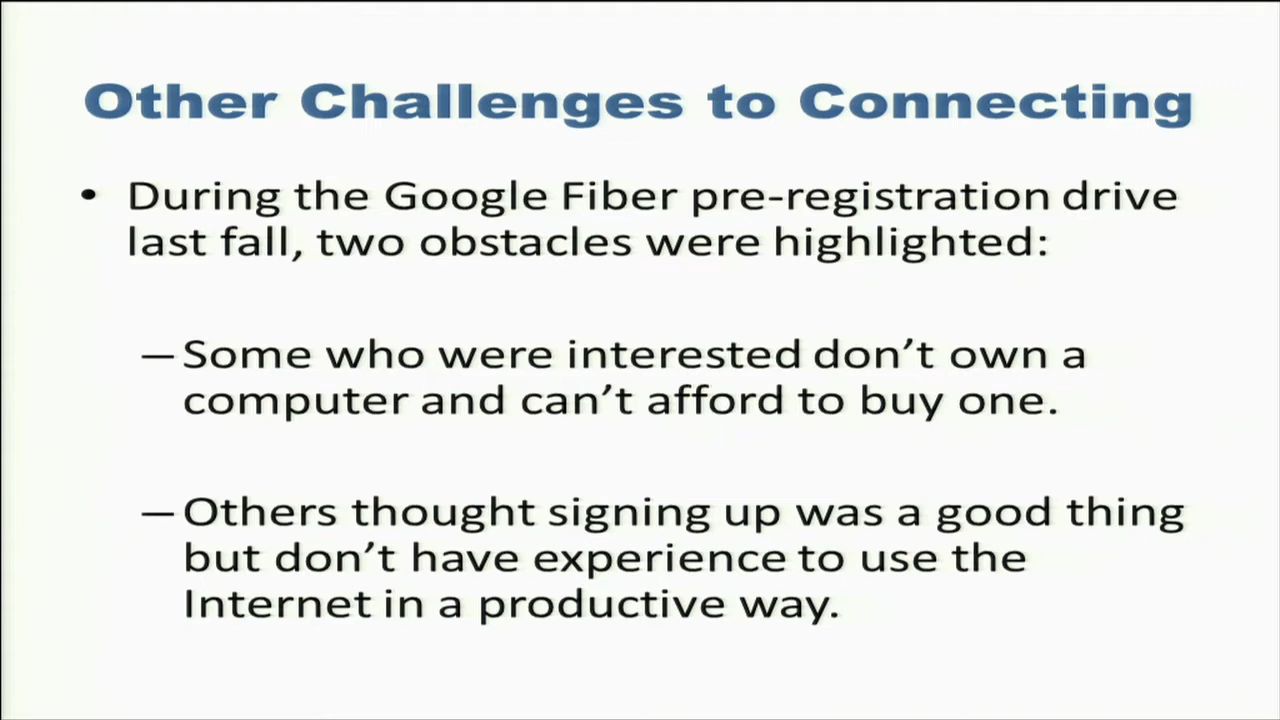 Other Challenges to Connecting
• During the Google Fiber pre-registration drive
last fall, two obstacles were highlighted:
– Some who were interested don’t own a
computer and can’t afford to buy one.
– Others thought signing up was a good thing
but don’t have experience to use the
Internet in a productive way.